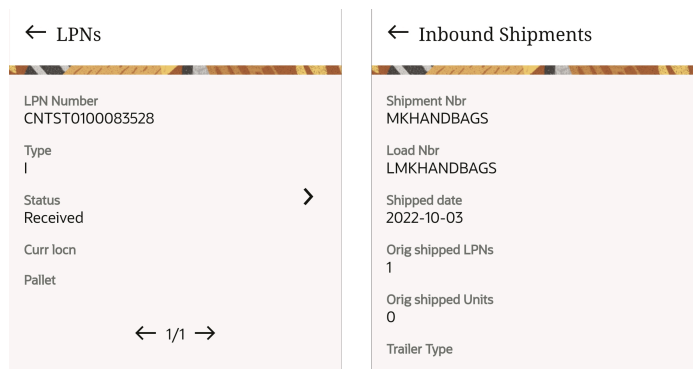 LPNs
LPN Number
CNTST0100083528
Type
I
Status
Received
Curr locn
Pallet
1/1
Inbound Shipments
Shipment Nbr
MKHANDBAGS
Load Nbr
LMKHANDBAGS
Shipped date
2022-10-03
Orig shipped LPNs
1
Orig shipped Units
0
Trailer Type